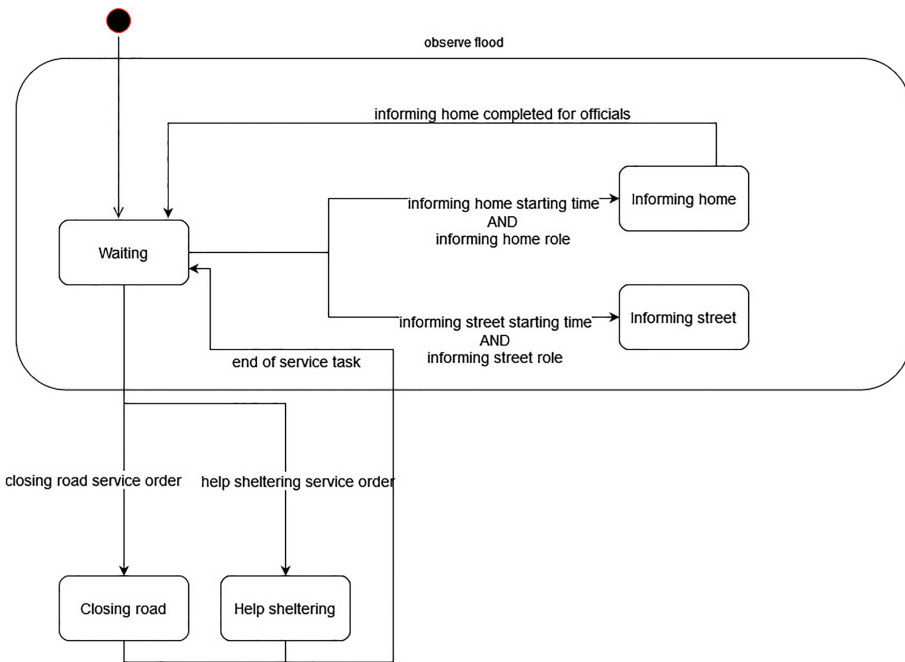 observe flood
informing home completed for officials
Informing home
informing home starting time
AND
informing home role
Waiting
Informing street
informing street starting time
AND
informing street role
end of service task
closing road service order
help sheltering service order
Closing road
Help sheltering